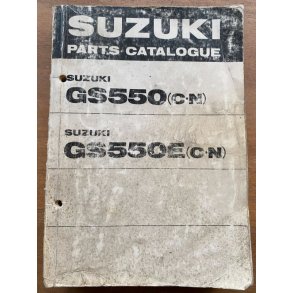 SUZUKI
PARTS CATALOGUE
SUZUKI
GS550(C·N)
SUZUKI
GS550E(C·N)